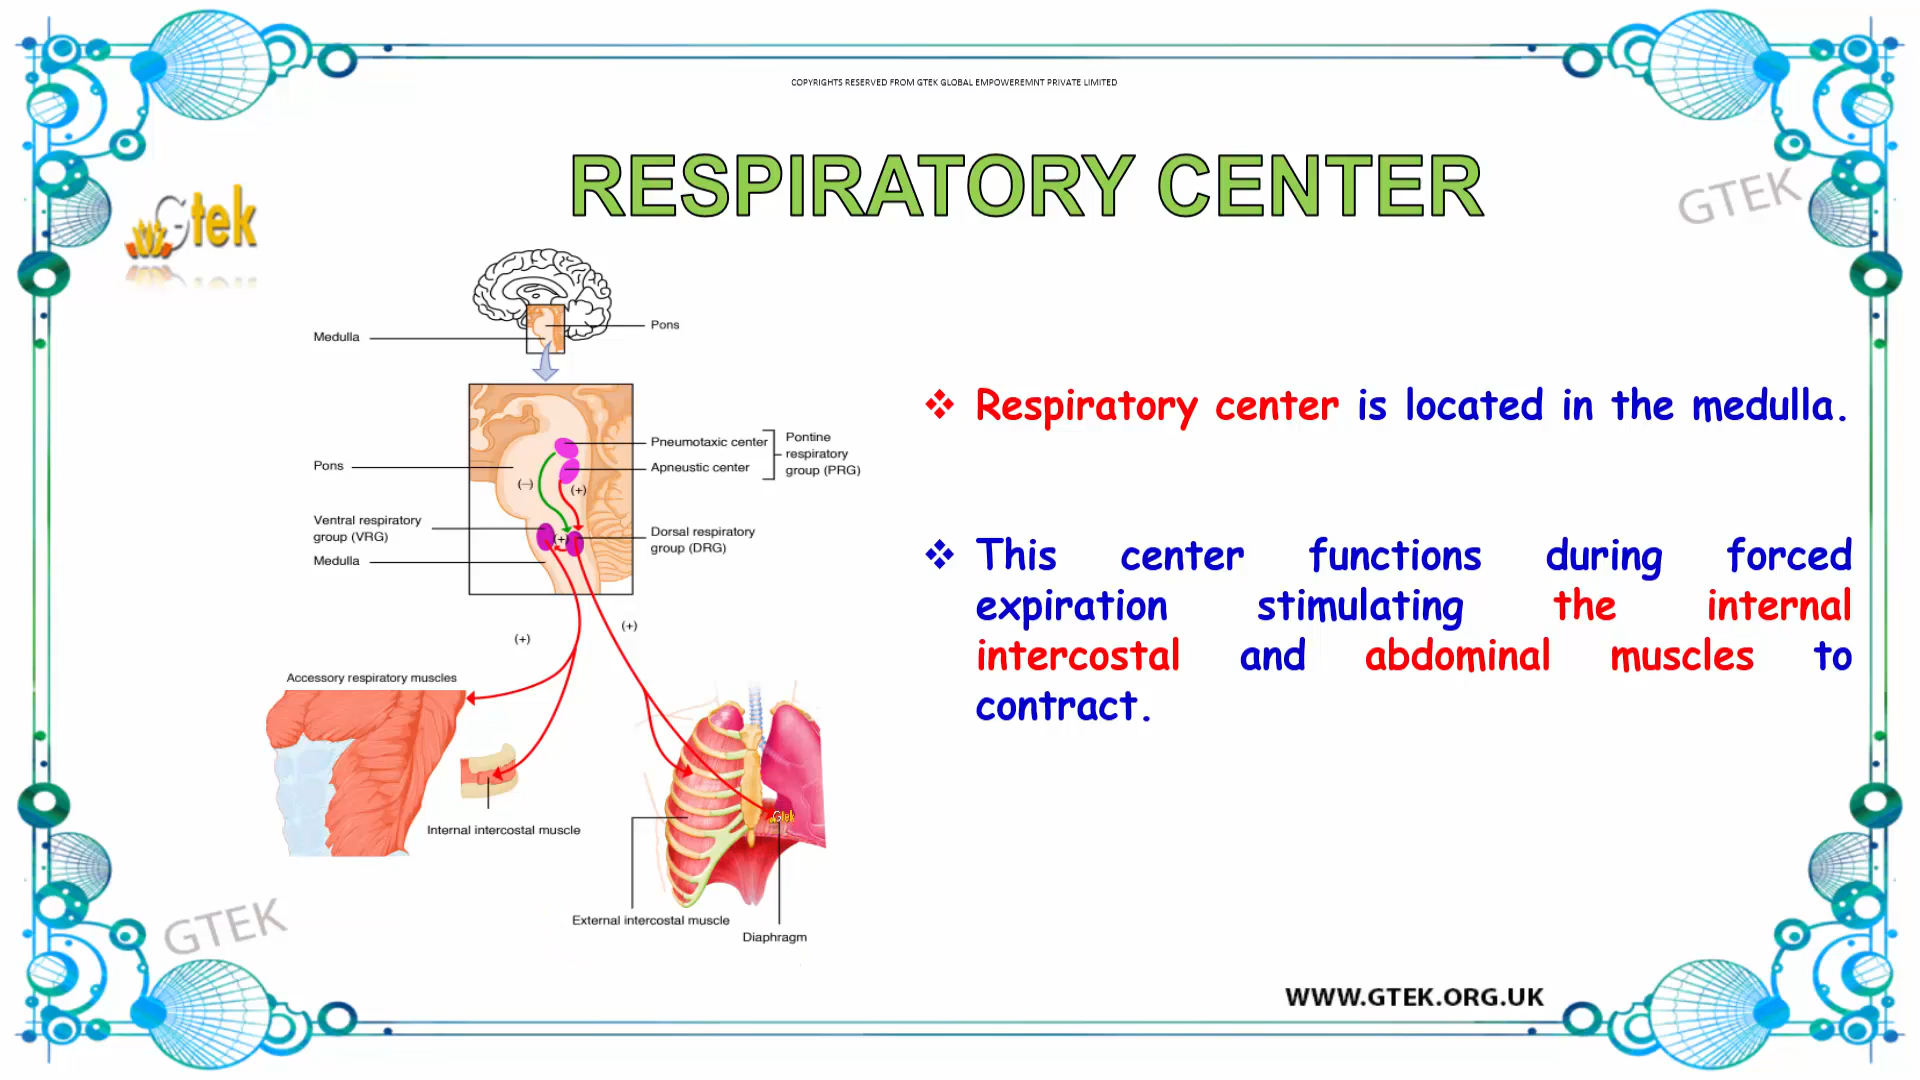 COPYRIGHTS RESERVED FROM GTEK GLOBAL EMPOWEREMNT PRIVATE LIMITED
RESPIRATORY CENTER
GTEK
Gtek
Medulla
Pons
Pneumotaxic center
Apneustic center
Pontine
respiratory
group (PRG)
Pons
(–)
(+)
Ventral respiratory
group (VRG)
(+)
Dorsal respiratory
group (DRG)
Medulla
(+)
(+)
Accessory respiratory muscles
Internal intercostal muscle
Gtek
External intercostal muscle
Diaphragm
Respiratory center is located in the medulla.
This center functions during forced
expiration stimulating the internal
intercostal and abdominal muscles to
contract.
GTEK
WWW.GTEK.ORG.UK